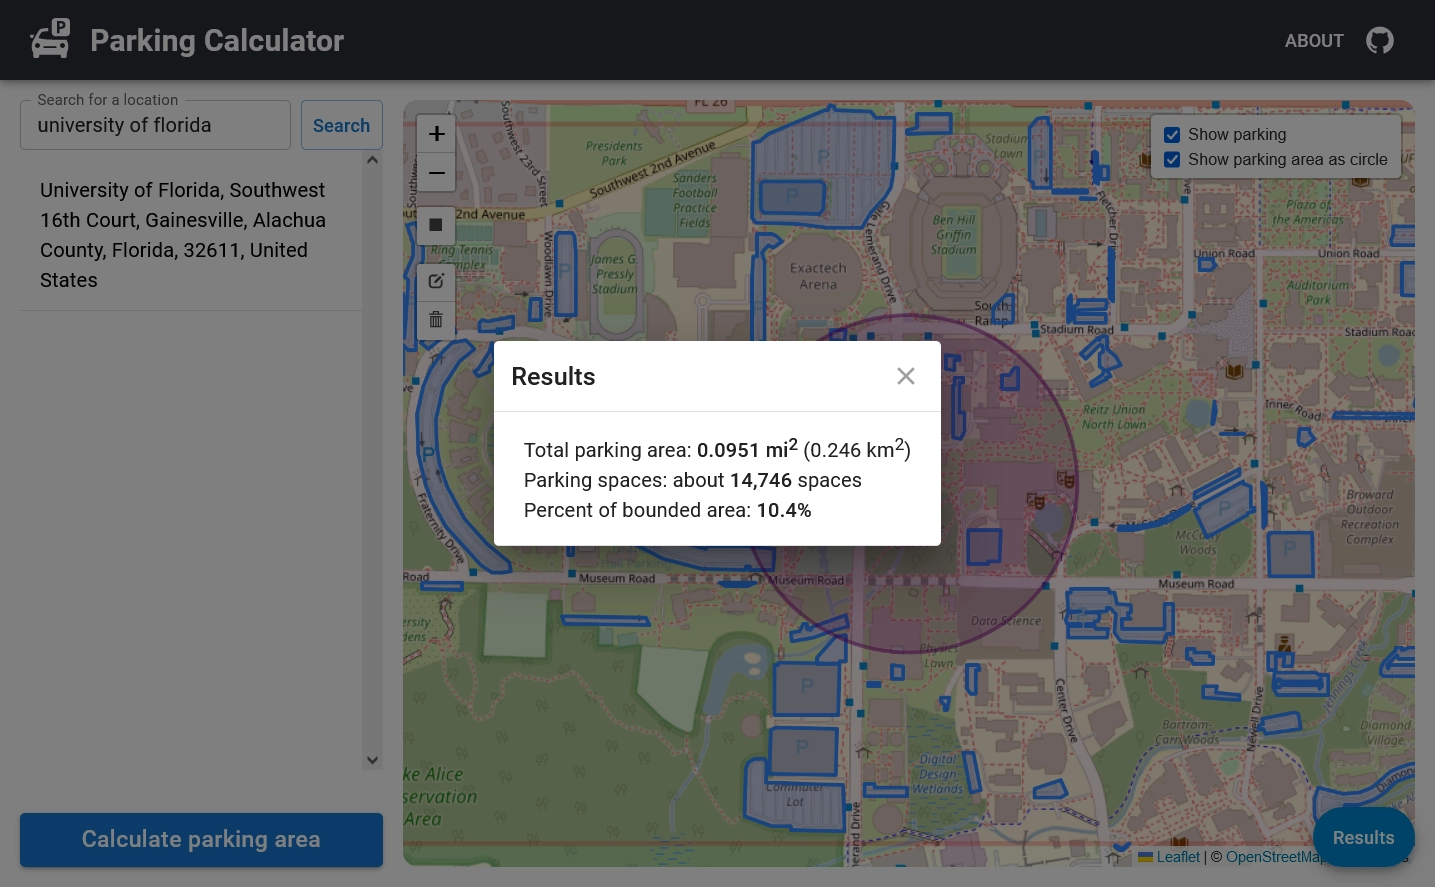 P
Parking Calculator
ABOUT
Search for a location
university of florida
Search
University of Florida, Southwest
16th Court, Gainesville, Alachua
County, Florida, 32611, United
States
Calculate parking area
+
−
Show parking
Show parking area as circle
FL 26
Southwest 23rd Street
Presidents
Park
Southwest 2nd Avenue
2nd Avenue
Sanders
Football
Practice
Fields
P
Stadium
Lawn
P
Ben Hill
Griffin
Stadium
Gale Lemerand Drive
Fletcher Drive
Plaza of
the Americas
Union Road
Union Road
Ring Tennis
Complex
Woodlawn Drive
P
James G.
Pressly
Stadium
Exactech
Arena
P
South
Ramp
Auditorium
Park
Stadium Road
Stadium Road
Results
Total parking area: 0.0951 mi² (0.246 km²)
Parking spaces: about 14,746 spaces
Percent of bounded area: 10.4%
Reitz Union
North Lawn
Inner Road
Inner Road
P
Fraternity Drive
McCarty
Woods
P
P
Broward
Outdoor
Recreation
Complex
Road
Museum Road
Museum Road
Museum Road
Data Science
Physics
Lawn
P
P
Commuter
Lot
Center Drive
Newell Drive
Bartram-
Carr Woods
Jennings Creek
Diamond
Village
Digital
Design
Wetlands
ke Alice
servation
Area
merand Drive
Diamond
Results
Leaflet | © OpenStreetMap